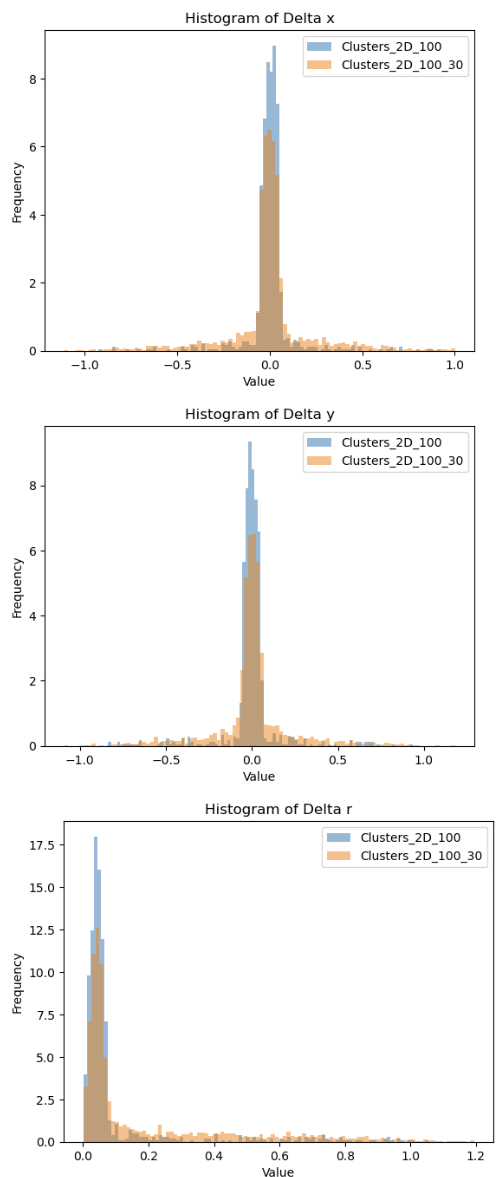 Histogram of Delta x
Clusters_2D_100
Clusters_2D_100_30
8
6
4
2
0
Frequency
−1.0 −0.5 0.0 0.5 1.0
Value
Histogram of Delta y
Clusters_2D_100
Clusters_2D_100_30
8
6
4
2
0
Frequency
−1.0 −0.5 0.0 0.5 1.0
Value
Histogram of Delta r
Clusters_2D_100
Clusters_2D_100_30
17.5
15.0
12.5
10.0
7.5
5.0
2.5
0.0
Frequency
0.0 0.2 0.4 0.6 0.8 1.0 1.2
Value